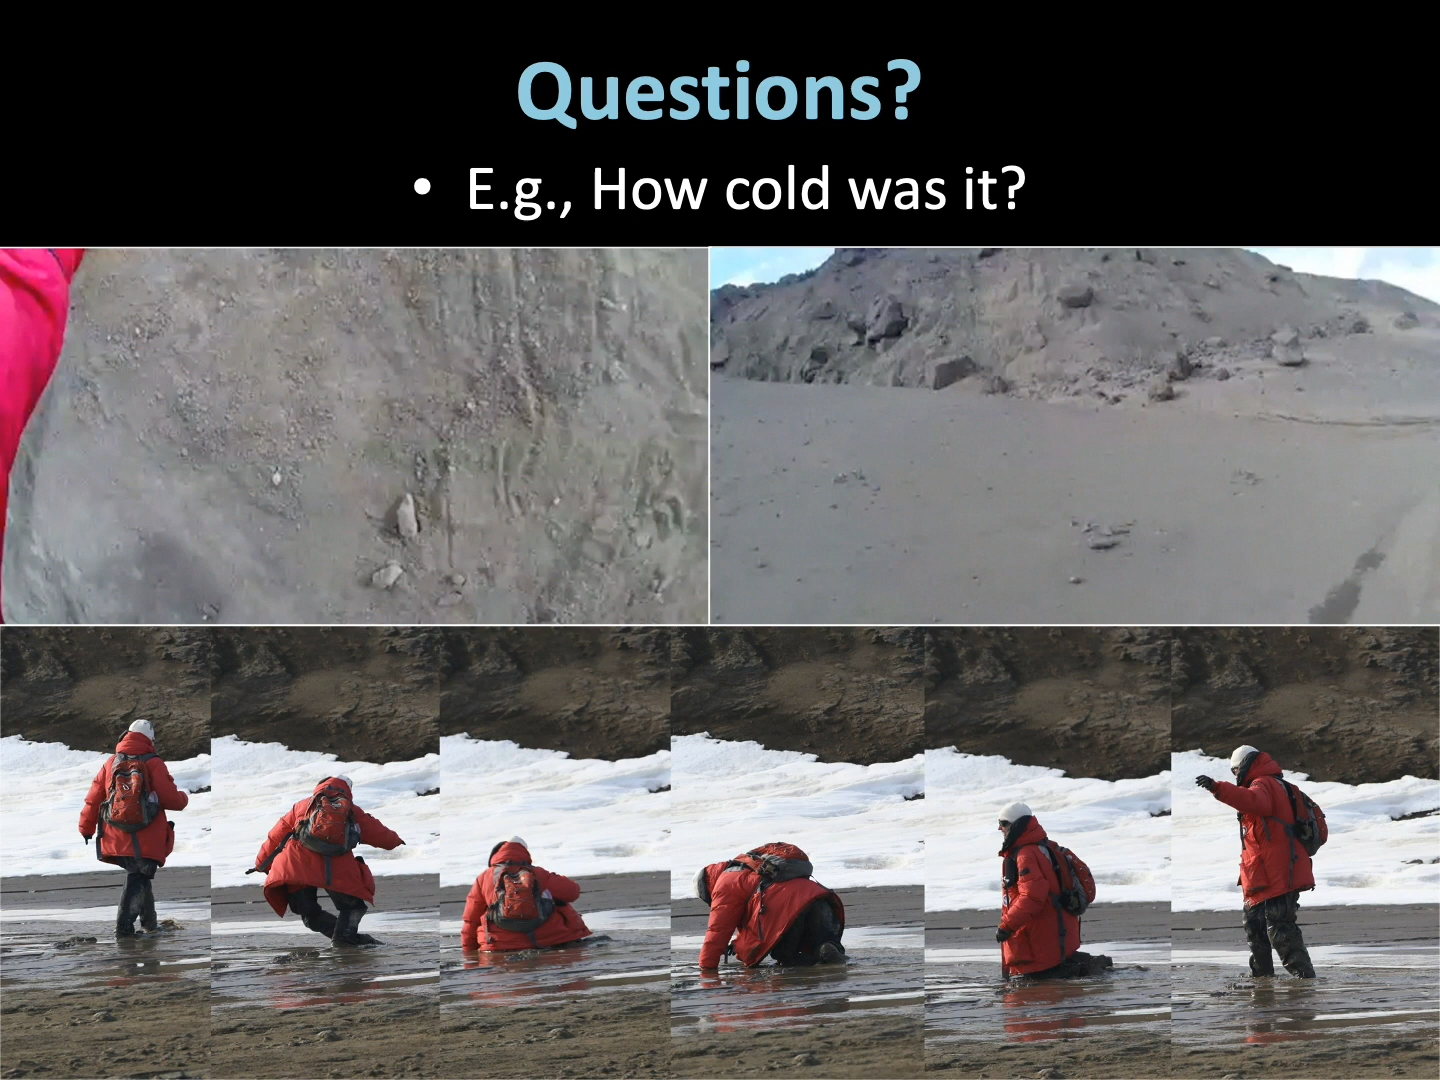 Questions?
• E.g., How cold was it?